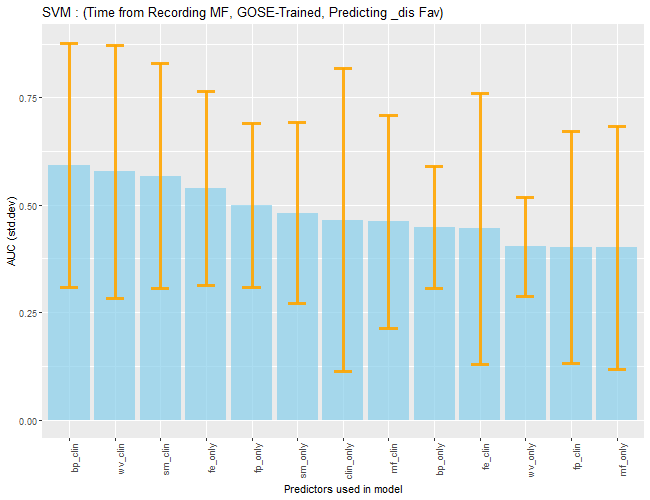 SVM : (Time from Recording MF, GOSE-Trained, Predicting _dis Fav)
AUC (std.dev)
0.75
0.50
0.25
0.00
bp_clin
wv_clin
sm_clin
fe_only
fp_only
sm_only
clin_only
mf_clin
bp_only
fe_clin
wv_only
fp_clin
mf_only
Predictors used in model